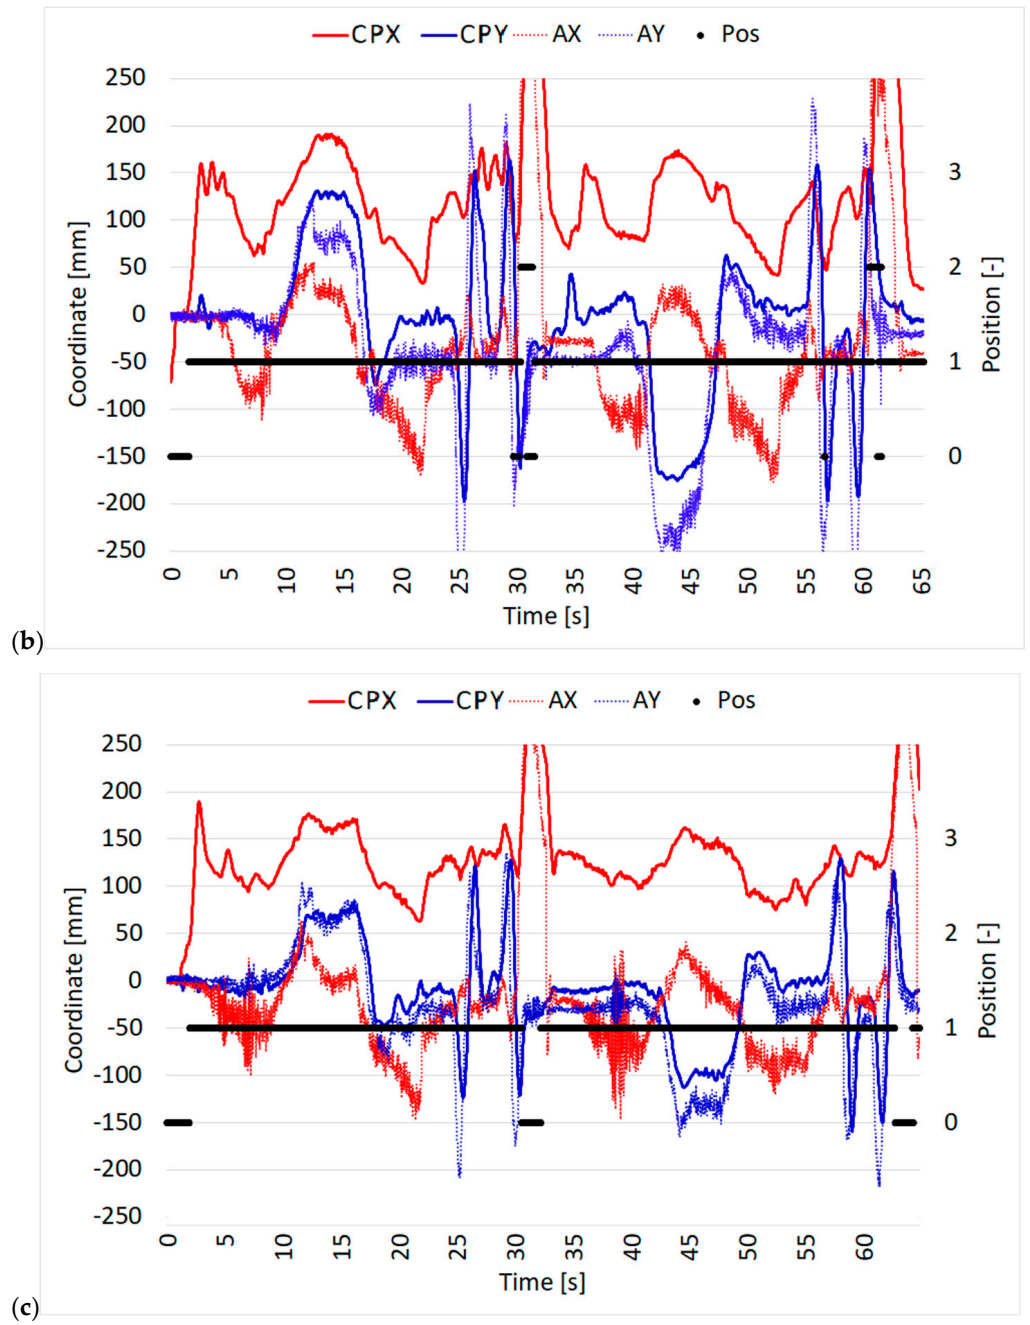 CPX CPY AX AY Pos
250
200
150 3
100
50 2
0
-50 1
-100
-150 0
-200
-250
Coordinate [mm]
Position [-]
0 5 10 15 20 25 30 35 40 45 50 55 60 65
Time [s]
(b)
CPX CPY AX AY Pos
250
200
150 3
100
50 2
0
-50 1
-100
-150 0
-200
-250
Coordinate [mm]
Position [-]
0 5 10 15 20 25 30 35 40 45 50 55 60
Time [s]
(c)